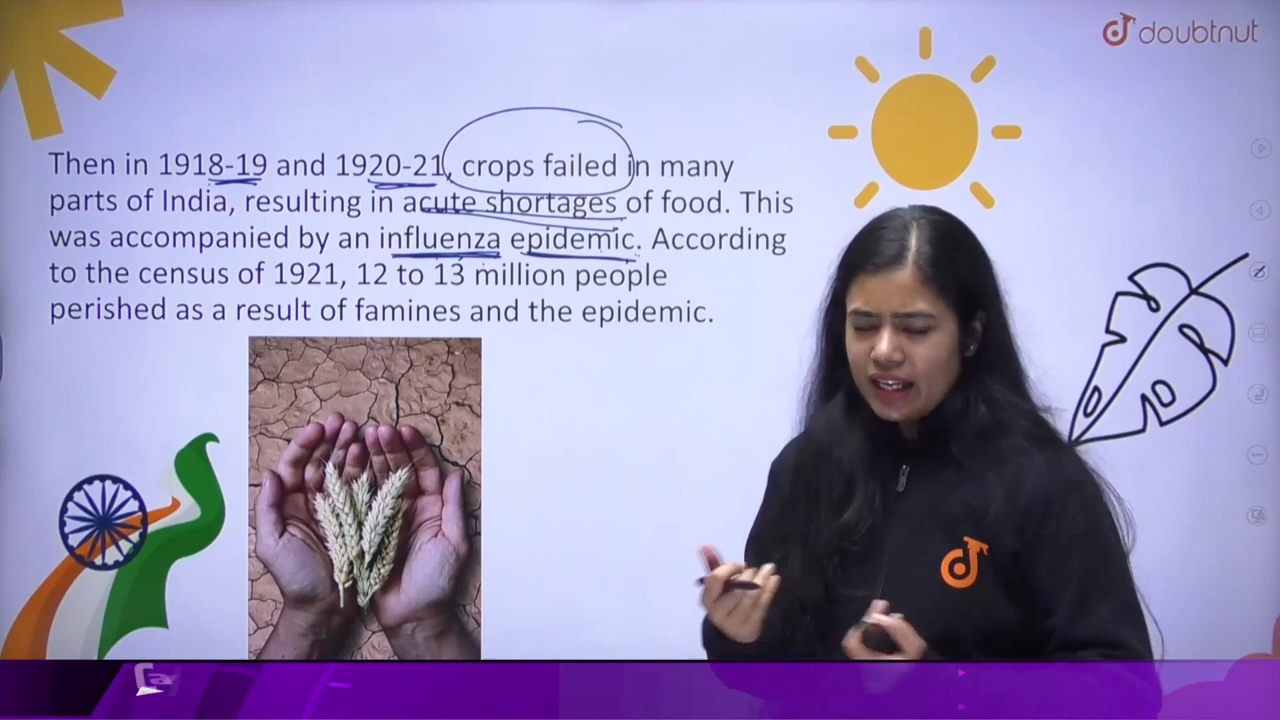 doubtnut
Then in 1918-19 and 1920-21, crops failed in many
parts of India, resulting in acute shortages of food. This
was accompanied by an influenza epidemic. According
to the census of 1921, 12 to 13 million people
perished as a result of famines and the epidemic.